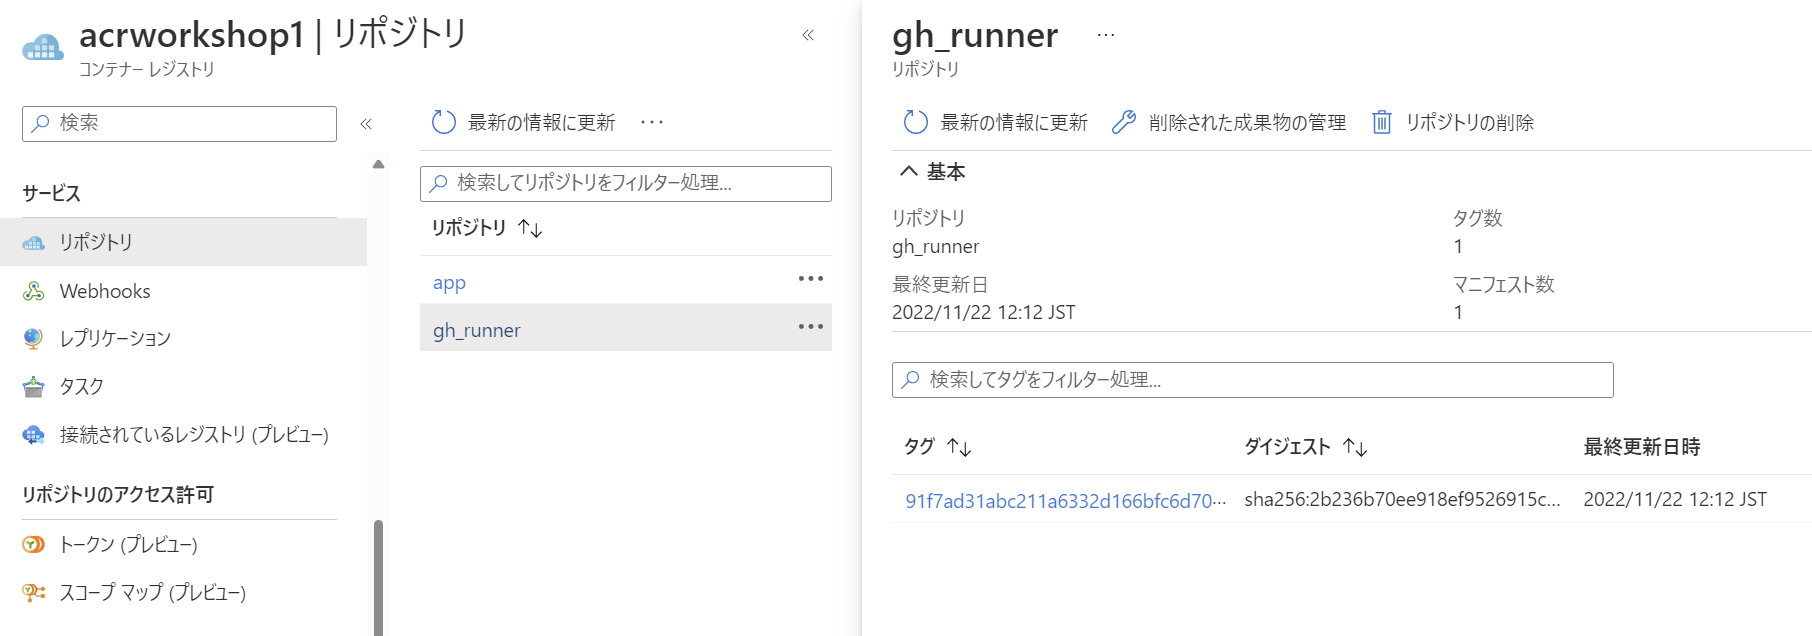 acrworkshop1 | リポジトリ
コンテナー レジストリ
検索
サービス
リポジトリ
Webhooks
レプリケーション
タスク
接続されているレジストリ (プレビュー)
リポジトリのアクセス許可
トークン (プレビュー)
スコープ マップ (プレビュー)
最新の情報に更新
検索してリポジトリをフィルター処理...
リポジトリ
app
gh_runner
gh_runner
リポジトリ
最新の情報に更新 削除された成果物の管理 リポジトリの削除
基本
リポジトリ
gh_runner
タグ数
1
最終更新日
2022/11/22 12:12 JST
マニフェスト数
1
検索してタグをフィルター処理...
タグ ダイジェスト 最終更新日時
91f7ad31abc211a6332d166bfc6d70... sha256:2b236b70ee918ef9526915c... 2022/11/22 12:12 JST